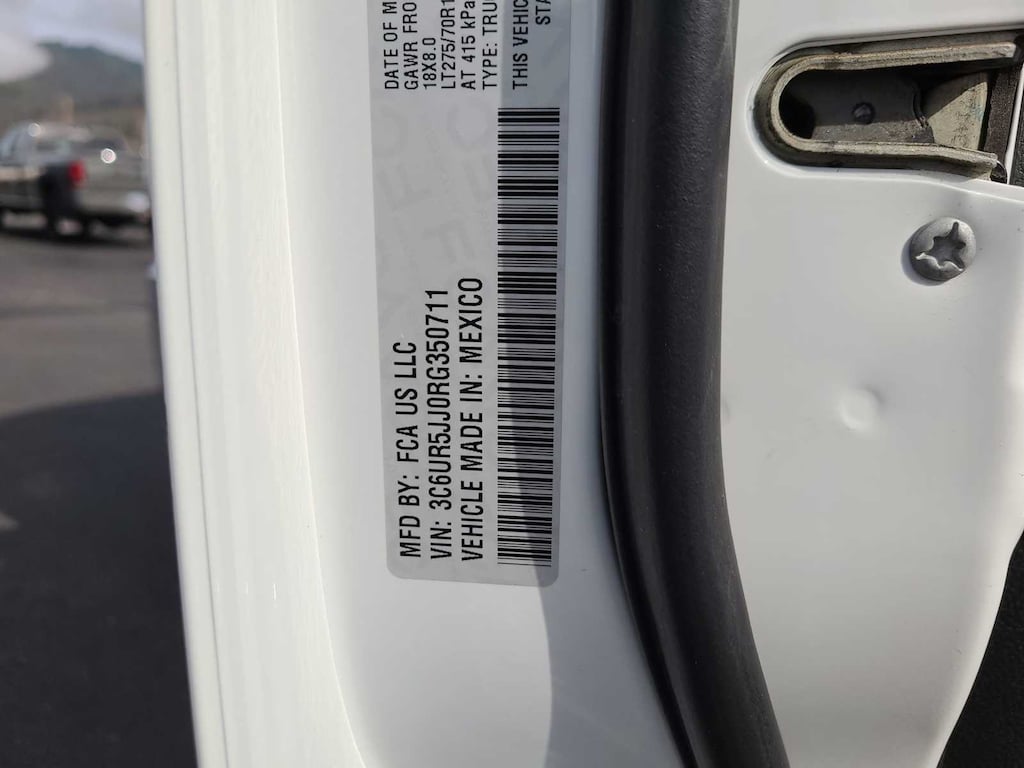 DATE OF M
GAWR FRO
18X8.0
LT275/70R1
AT 415 kPa
TYPE: TRU
THIS VEHIC
STA
MFD BY: FCA US LLC
VIN: 3C6UR5JJ0RG350711
VEHICLE MADE IN: MEXICO